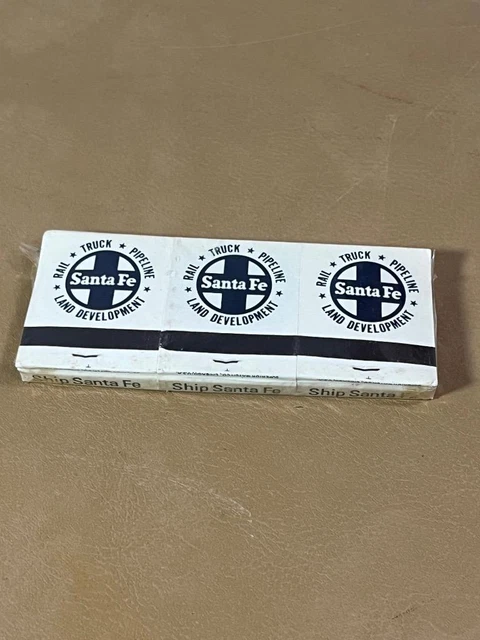 RAIL ★ TRUCK ★ PIPELINE ★ LAND DEVELOPMENT ★
Santa Fe
RAIL ★ TRUCK ★ PIPELINE ★ LAND DEVELOPMENT ★
Santa Fe
RAIL ★ TRUCK ★ PIPELINE ★ LAND DEVELOPMENT ★
Santa Fe
Ship Santa Fe
Ship Santa Fe
Ship Santa